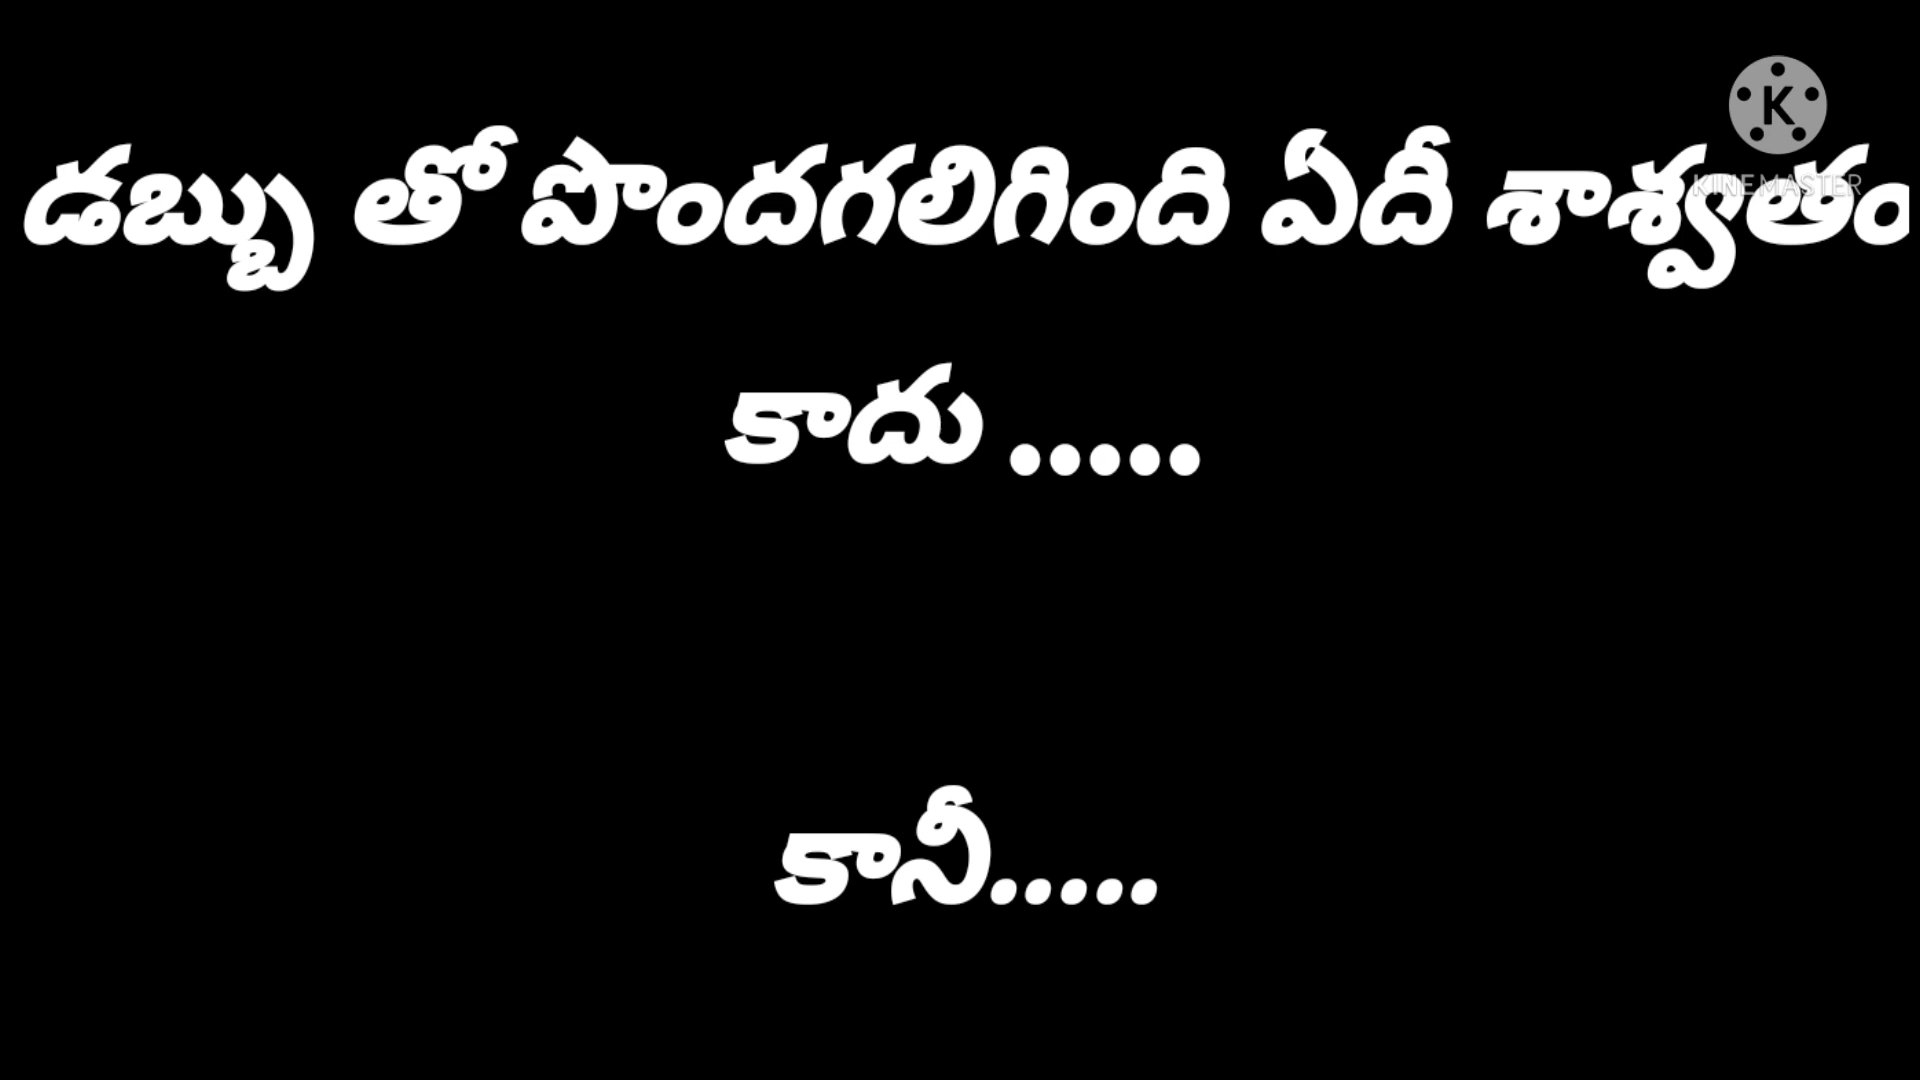 డబ్బు తో పొందగలిగింది ఏదీ శాశ్వతం
కాదు .....
కానీ.....
K
KINEMASTER